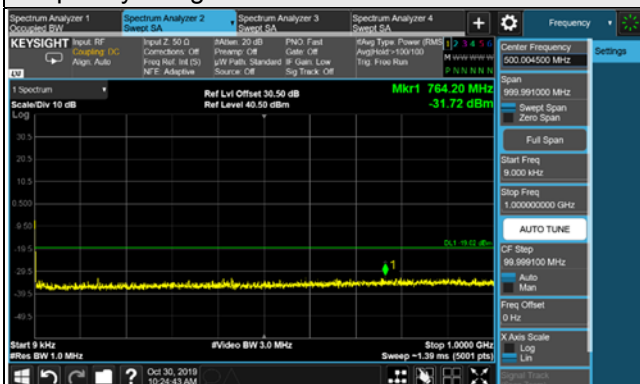 Spectrum Analyzer 1
Occupied BW
Spectrum Analyzer 2
Swept SA
Spectrum Analyzer 3
Swept SA
Spectrum Analyzer 4
Swept SA
+
Frequency
KEYSIGHT
Input: RF
Coupling: DC
Align: Auto
Input Z: 50 Ω
Corrections: Off
Freq Ref: Int (S)
NFE: Adaptive
#Atten: 20 dB
Preamp: Off
µW Path: Standard
Source: Off
PNO: Fast
Gate: Off
IF Gain: Low
Sig Track: Off
#Avg Type: Power (RMS
Avg|Hold:>100/100
Trig: Free Run
1 2 3 4 5 6
M W W W W W
P N N N N N
LXI
1 Spectrum
Scale/Div 10 dB
Ref Lvl Offset 30.50 dB
Ref Level 40.50 dBm
Mkr1 764.20 MHz
-31.72 dBm
Log
30.5
20.5
10.5
0.500
-9.50
-19.5
-29.5
-39.5
-49.5
DL1 -19.02 dBm
1
Start 9 kHz
#Res BW 1.0 MHz
#Video BW 3.0 MHz
Stop 1.0000 GHz
Sweep ~1.39 ms (5001 pts)
Oct 30, 2019
10:24:43 AM
Center Frequency
500.004500 MHz
Settings
Span
999.991000 MHz
Swept Span
Zero Span
Full Span
Start Freq
9.000 kHz
Stop Freq
1.000000000 GHz
AUTO TUNE
CF Step
99.999100 MHz
Auto
Man
Freq Offset
0 Hz
X Axis Scale
Log
Lin
Signal Track